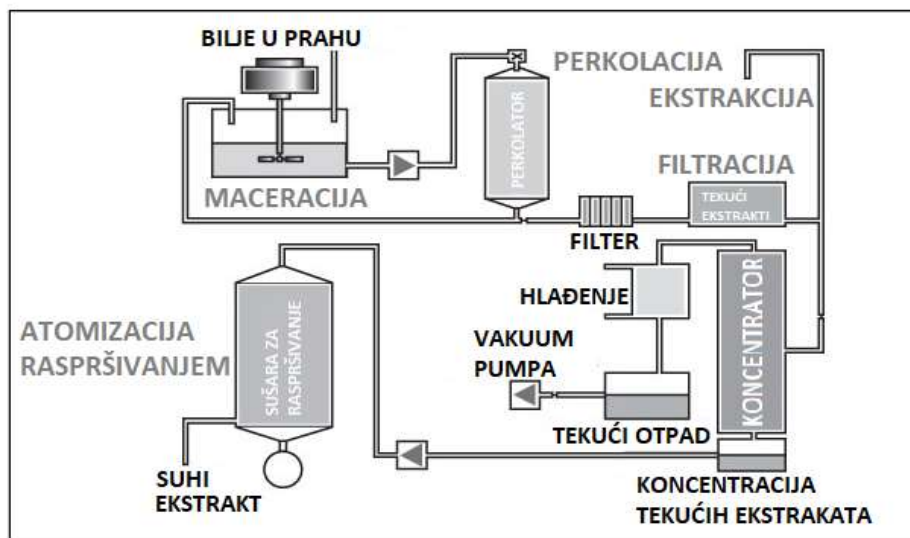 BILJE U PRAHU
PERKOLACIJA
EKSTRAKCIJA
PERKOLATOR
MACERACIJA
FILTRACIJA
TEKUĆI
EKSTRAKTI
FILTER
HLAĐENJE
KONCENTRATOR
ATOMIZACIJA
RASPRŠIVANJEM
SUŠARA ZA
RASPRŠIVANJE
VAKUUM
PUMPA
TEKUĆI OTPAD
SUHI
EKSTRAKT
KONCENTRACIJA
TEKUĆIH EKSTRAKATA